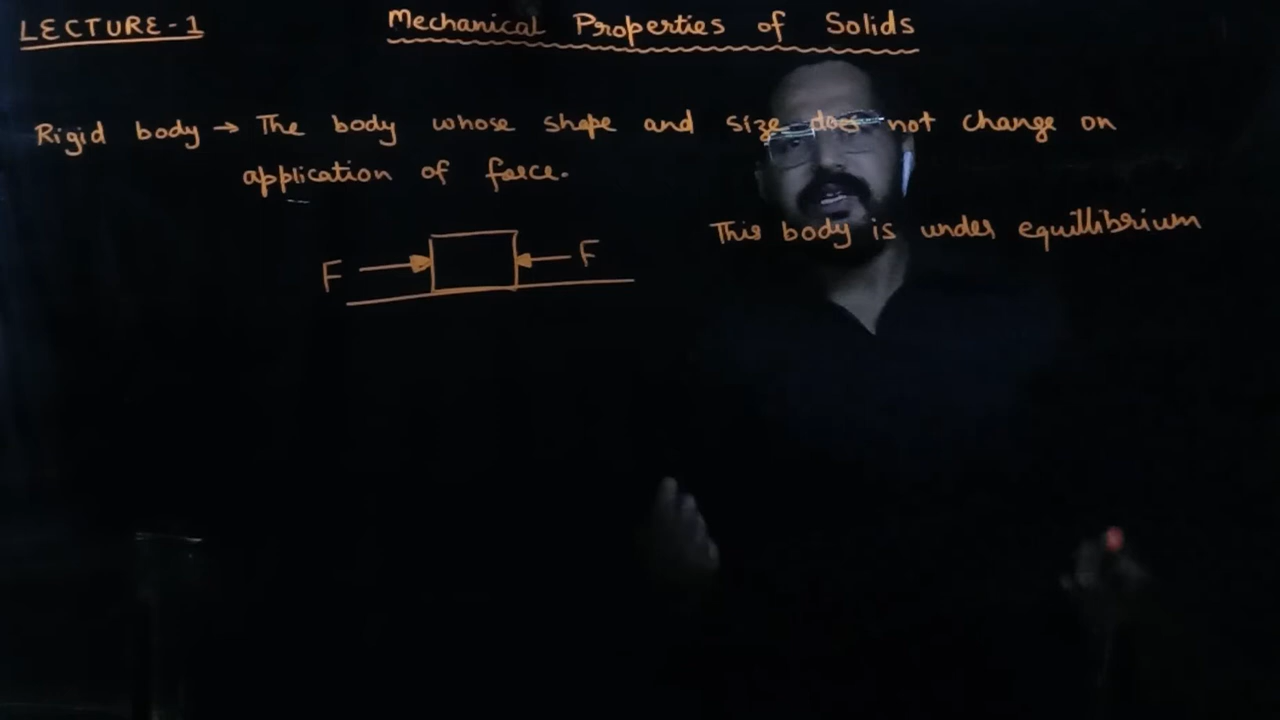 LECTURE-1
Mechanical Properties of Solids
Rigid body → The body whose shape and size does not change on
application of force.
This body is under equillibrium
F F